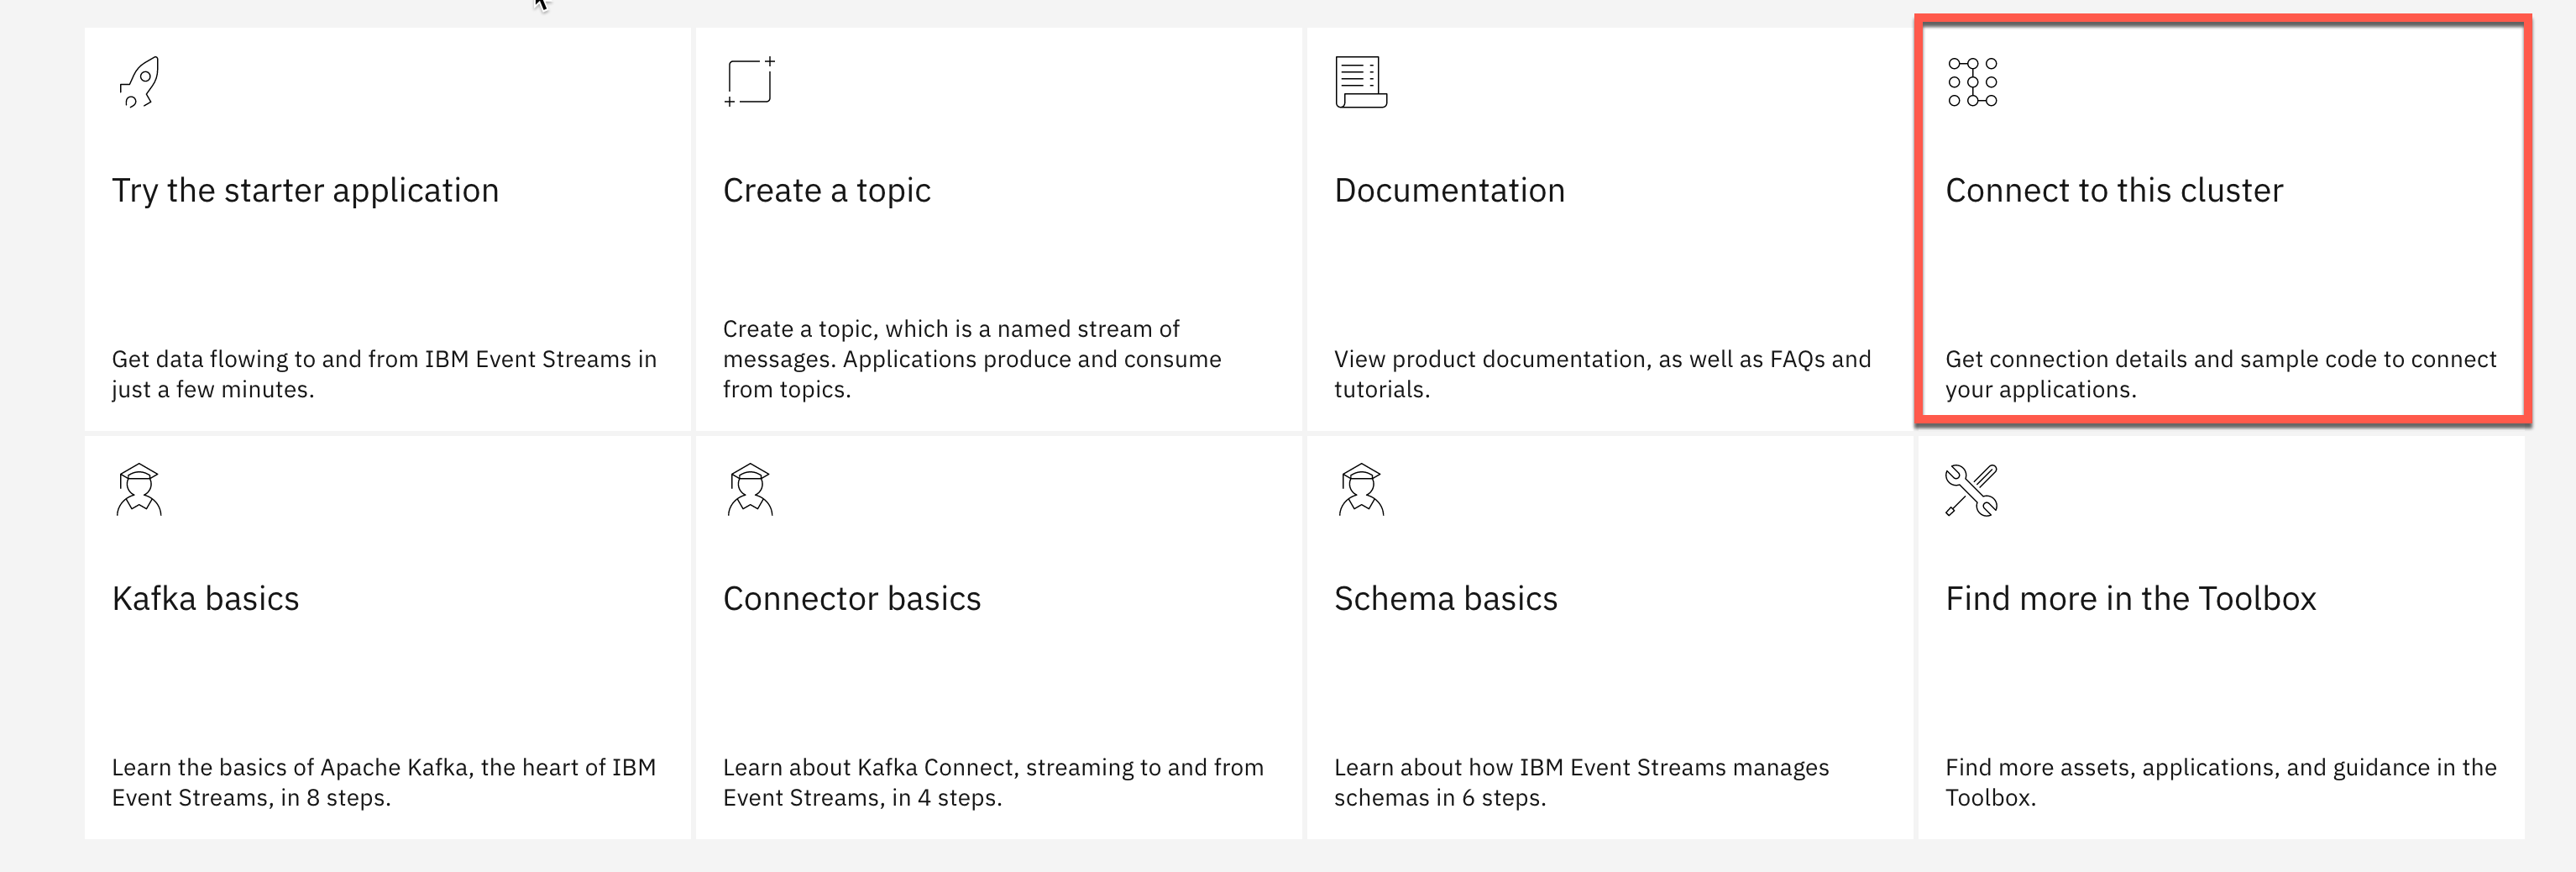 Try the starter application
Get data flowing to and from IBM Event Streams in
just a few minutes.
Create a topic
Create a topic, which is a named stream of
messages. Applications produce and consume
from topics.
Documentation
View product documentation, as well as FAQs and
tutorials.
Connect to this cluster
Get connection details and sample code to connect
your applications.
Kafka basics
Learn the basics of Apache Kafka, the heart of IBM
Event Streams, in 8 steps.
Connector basics
Learn about Kafka Connect, streaming to and from
Event Streams, in 4 steps.
Schema basics
Learn about how IBM Event Streams manages
schemas in 6 steps.
Find more in the Toolbox
Find more assets, applications, and guidance in the
Toolbox.